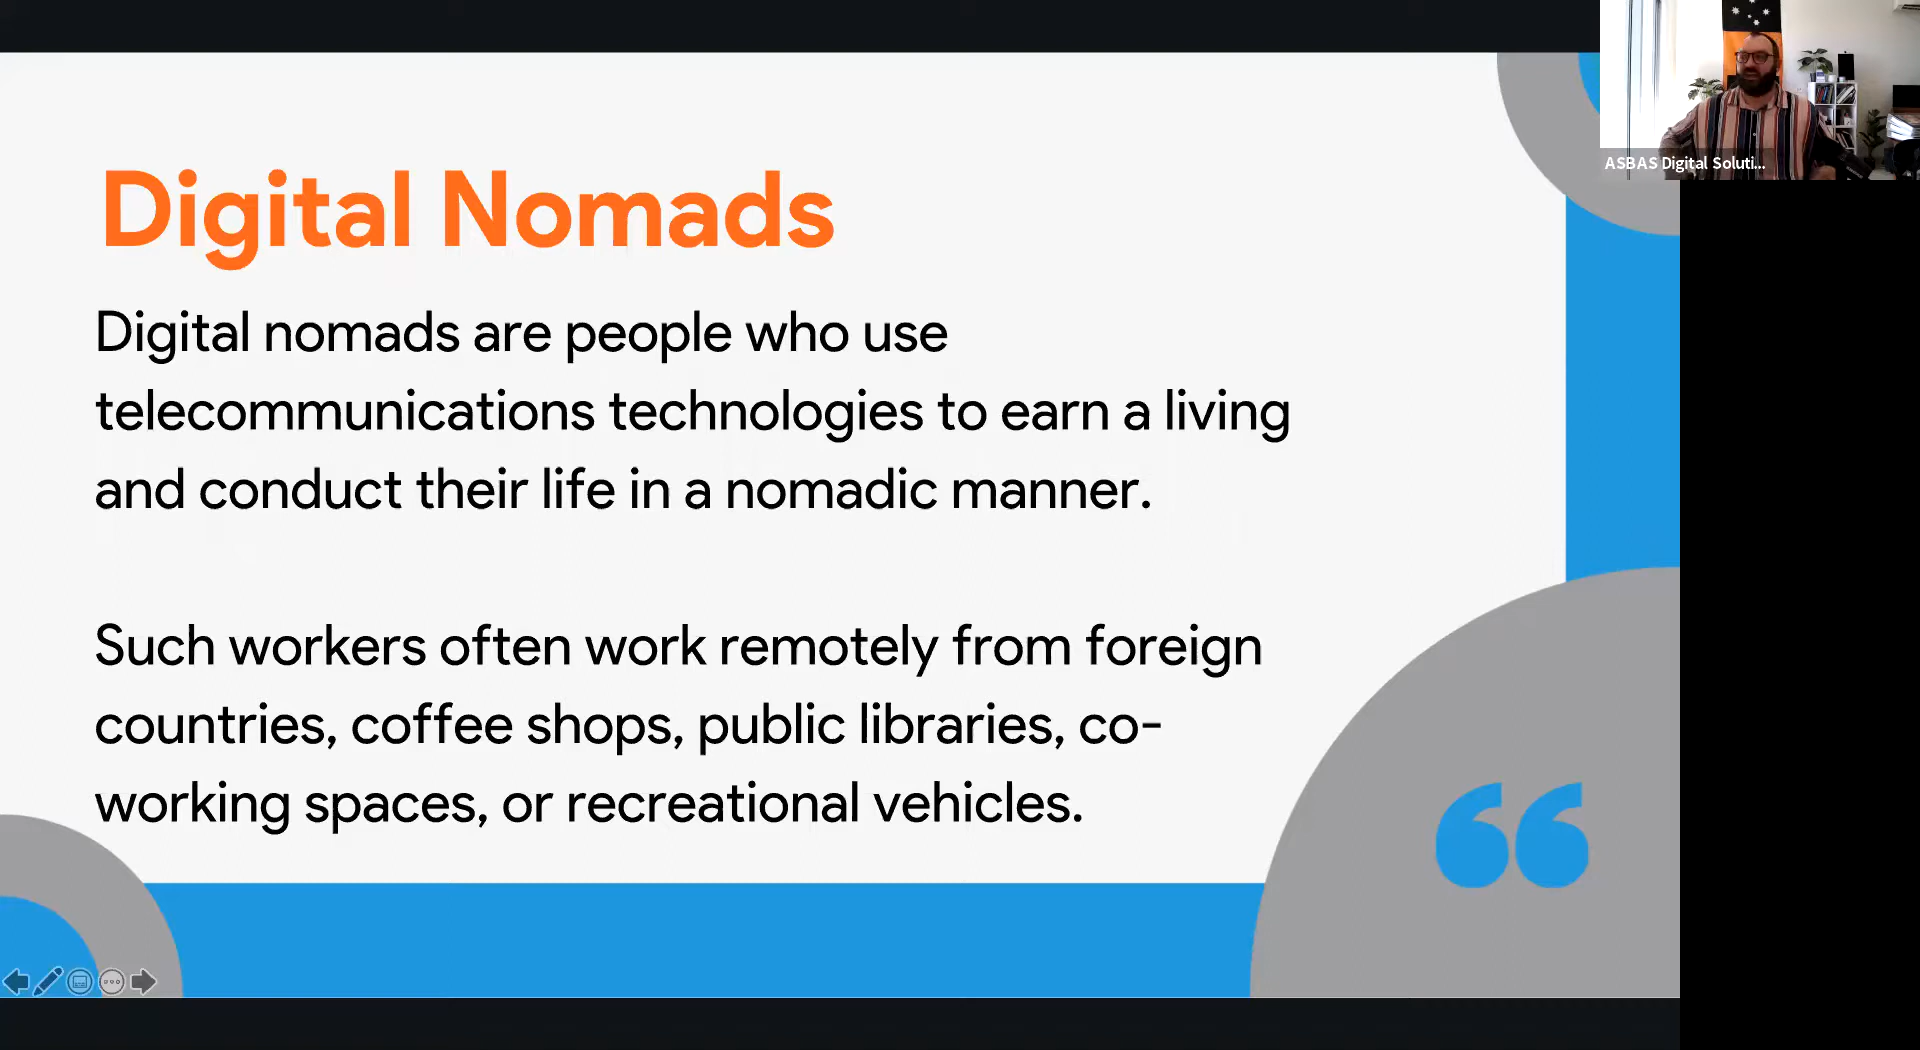 ASBAS Digital Soluti...
Digital Nomads
Digital nomads are people who use
telecommunications technologies to earn a living
and conduct their life in a nomadic manner.
Such workers often work remotely from foreign
countries, coffee shops, public libraries, co-
working spaces, or recreational vehicles.
“